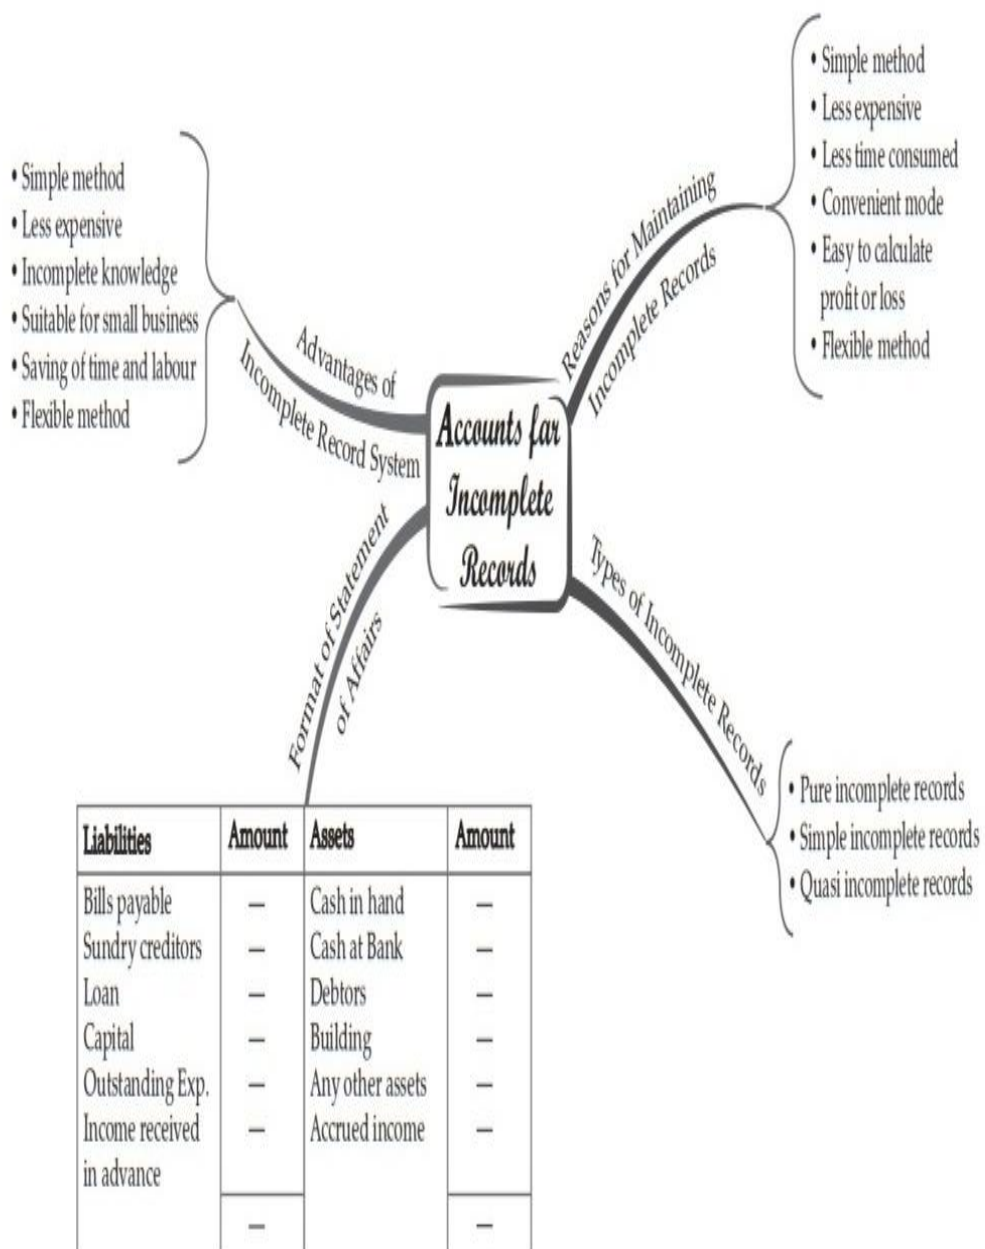 • Simple method
• Less expensive
• Incomplete knowledge
• Suitable for small business
• Saving of time and labour
• Flexible method
Advantages of
Incomplete Record System
• Simple method
• Less expensive
• Less time consumed
• Convenient mode
• Easy to calculate
profit or loss
• Flexible method
Reasons for Maintaining
Incomplete Records
Accounts far
Incomplete
Records
Types of Incomplete Records
• Pure incomplete records
• Simple incomplete records
• Quasi incomplete records
Format of Statement
of Affairs
Liabilities Amount Assets Amount
Bills payable — Cash in hand —
Sundry creditors — Cash at Bank —
Loan — Debtors —
Capital — Building —
Outstanding Exp. — Any other assets —
Income received — Accrued income —
in advance
— —